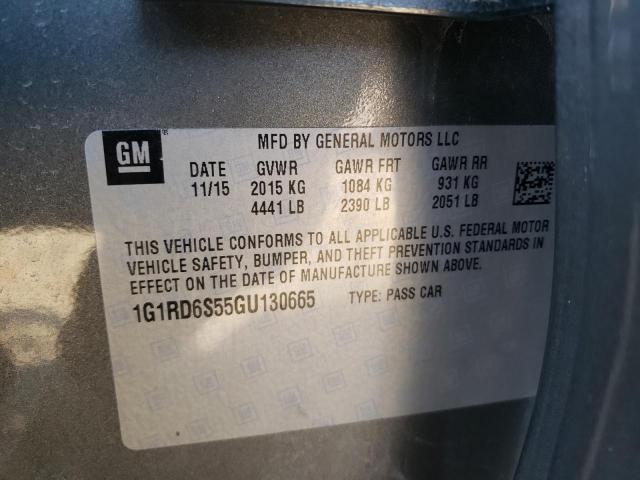 GM®
MFD BY GENERAL MOTORS LLC
DATE GVWR GAWR FRT GAWR RR
11/15 2015 KG 1084 KG 931 KG
4441 LB 2390 LB 2051 LB
THIS VEHICLE CONFORMS TO ALL APPLICABLE U.S. FEDERAL MOTOR
VEHICLE SAFETY, BUMPER, AND THEFT PREVENTION STANDARDS IN
EFFECT ON THE DATE OF MANUFACTURE SHOWN ABOVE.
1G1RD6S55GU130665 TYPE: PASS CAR